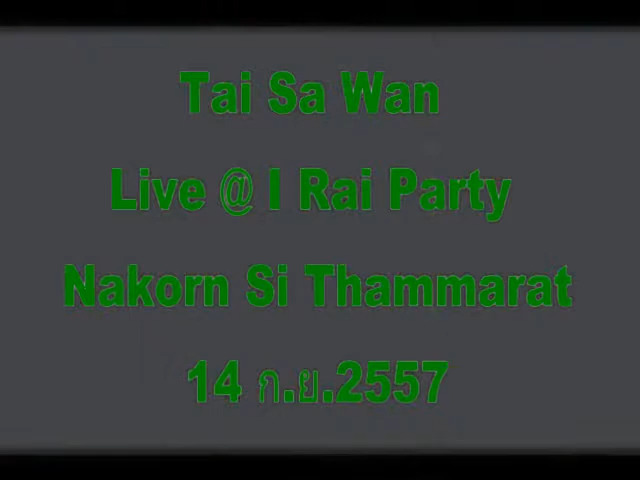 Tai Sa Wan
Live @ I Rai Party
Nakorn Si Thammarat
14 ก.ย.2557